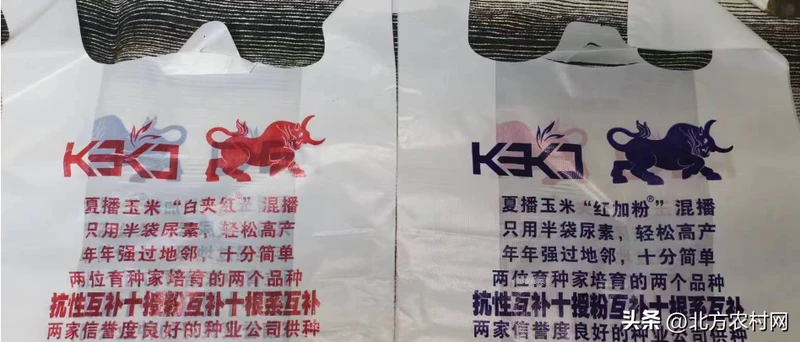 KEKO
夏播玉米“白夹红®”混播
只用半袋尿素，轻松高产
年年强过地邻，十分简单
两位育种家培育的两个品种
抗性互补十授粉互补十根系互补
两家信誉度良好的种业公司供种
KEKO
夏播玉米“红加粉®”混播
只用半袋尿素，轻松高产
年年强过地邻，十分简单
两位育种家培育的两个品种
抗性互补十授粉互补十根系互补
两家信誉度良好的种业公司供种
头条 @北方农村网